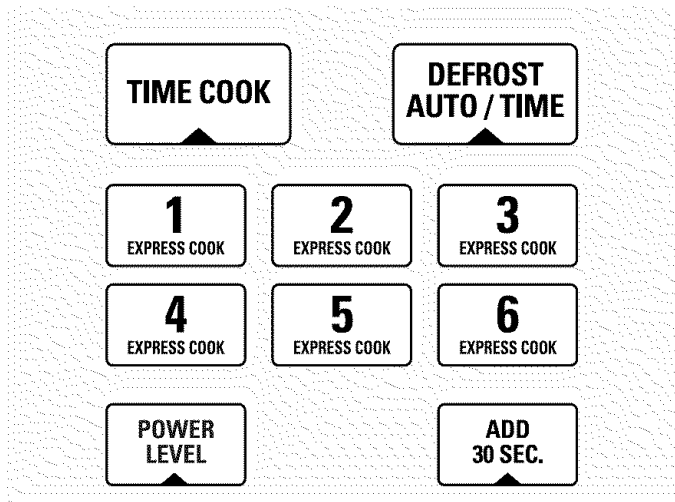 TIME COOK
DEFROST
AUTO / TIME
1
EXPRESS COOK
2
EXPRESS COOK
3
EXPRESS COOK
4
EXPRESS COOK
5
EXPRESS COOK
6
EXPRESS COOK
POWER
LEVEL
ADD
30 SEC.